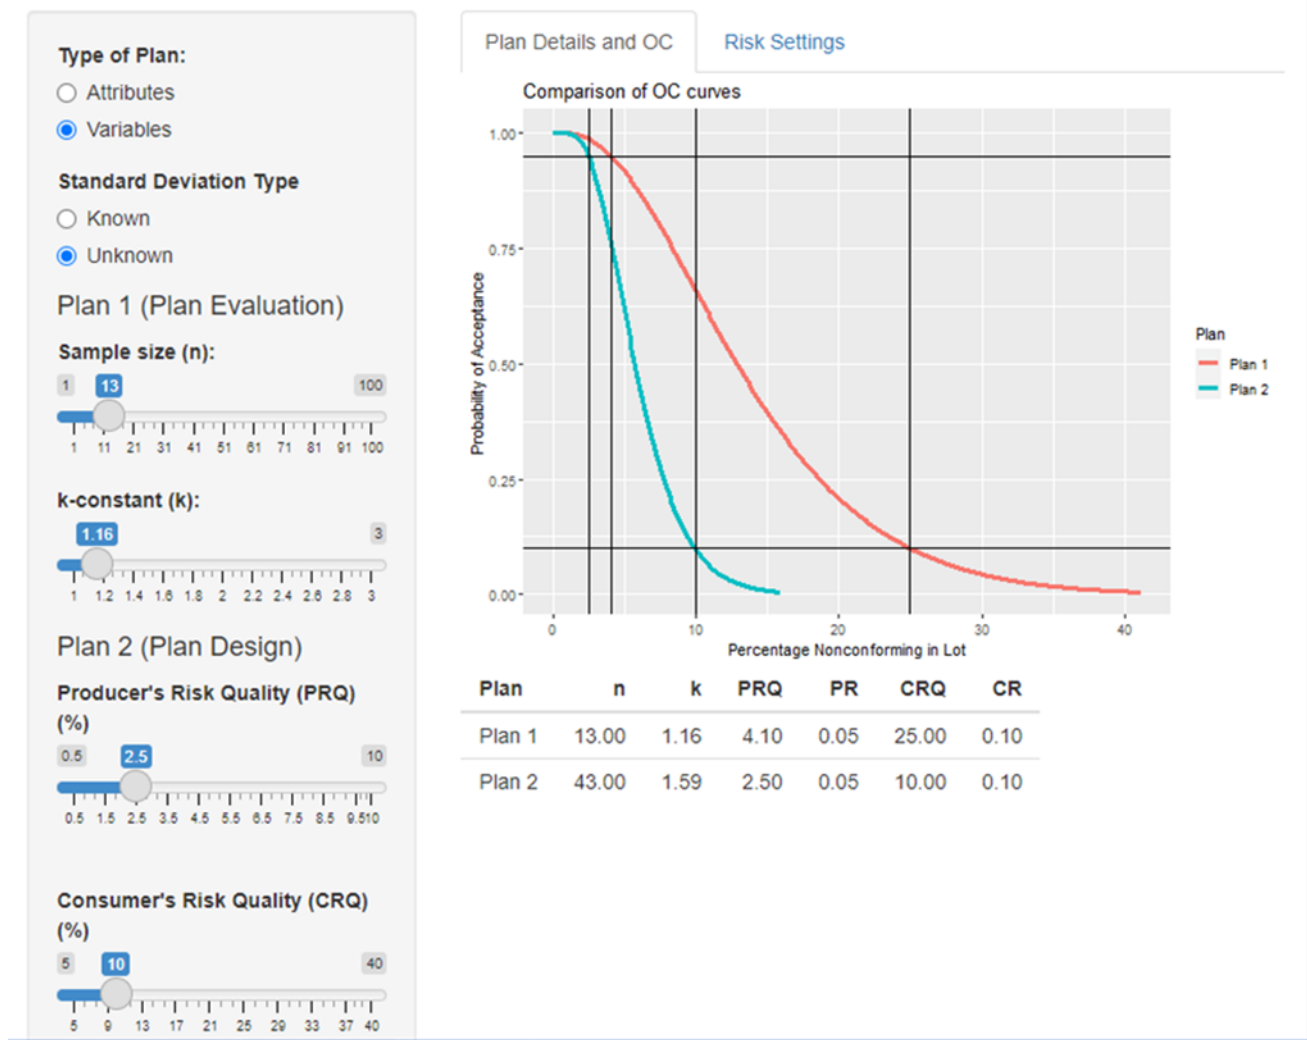 Type of Plan:
Attributes
Variables
Standard Deviation Type
Known
Unknown
Plan 1 (Plan Evaluation)
Sample size (n):
1 13 100
1 11 21 31 41 51 61 71 81 91 100
k-constant (k):
1.16 3
1 1.2 1.4 1.6 1.8 2 2.2 2.4 2.6 2.8 3
Plan 2 (Plan Design)
Producer's Risk Quality (PRQ)
(%)
0.5 2.5 10
0.5 1.5 2.5 3.5 4.5 5.5 6.5 7.5 8.5 9.510
Consumer's Risk Quality (CRQ)
(%)
5 10 40
5 9 13 17 21 25 29 33 37 40
Plan Details and OC Risk Settings
Comparison of OC curves
Probability of Acceptance
1.00
0.75
0.50
0.25
0.00
0 10 20 30 40
Percentage Nonconforming in Lot
Plan
Plan 1
Plan 2
Plan n k PRQ PR CRQ CR
Plan 1 13.00 1.16 4.10 0.05 25.00 0.10
Plan 2 43.00 1.59 2.50 0.05 10.00 0.10